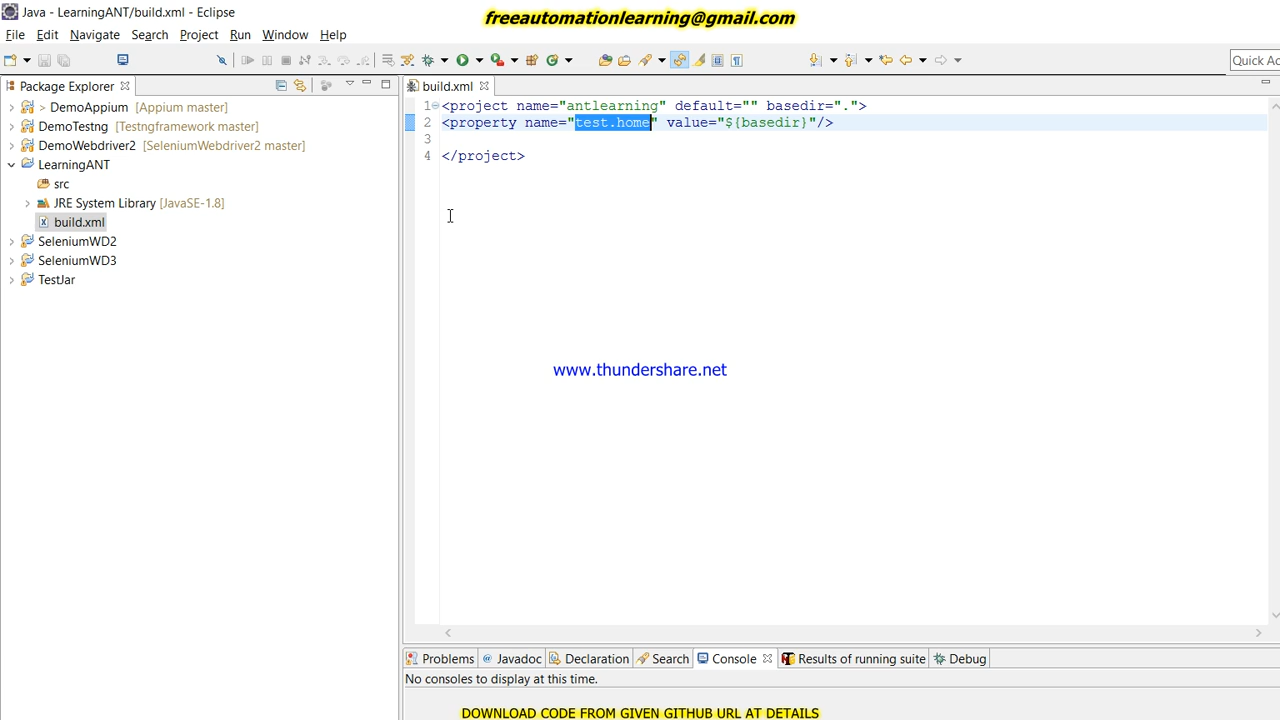 Java - LearningANT/build.xml - Eclipse
freeautomationlearning@gmail.com
File Edit Navigate Search Project Run Window Help
Quick Ac
Package Explorer
> DemoAppium [Appium master]
DemoTestng [Testngframework master]
DemoWebdriver2 [SeleniumWebdriver2 master]
LearningANT
src
JRE System Library [JavaSE-1.8]
build.xml
SeleniumWD2
SeleniumWD3
TestJar
build.xml
1 <project name="antlearning" default="" basedir=".">
2 <property name="test.home" value="${basedir}"/>
3
4 </project>
www.thundershare.net
Problems @ Javadoc Declaration Search Console Results of running suite Debug
No consoles to display at this time.
DOWNLOAD CODE FROM GIVEN GITHUB URL AT DETAILS